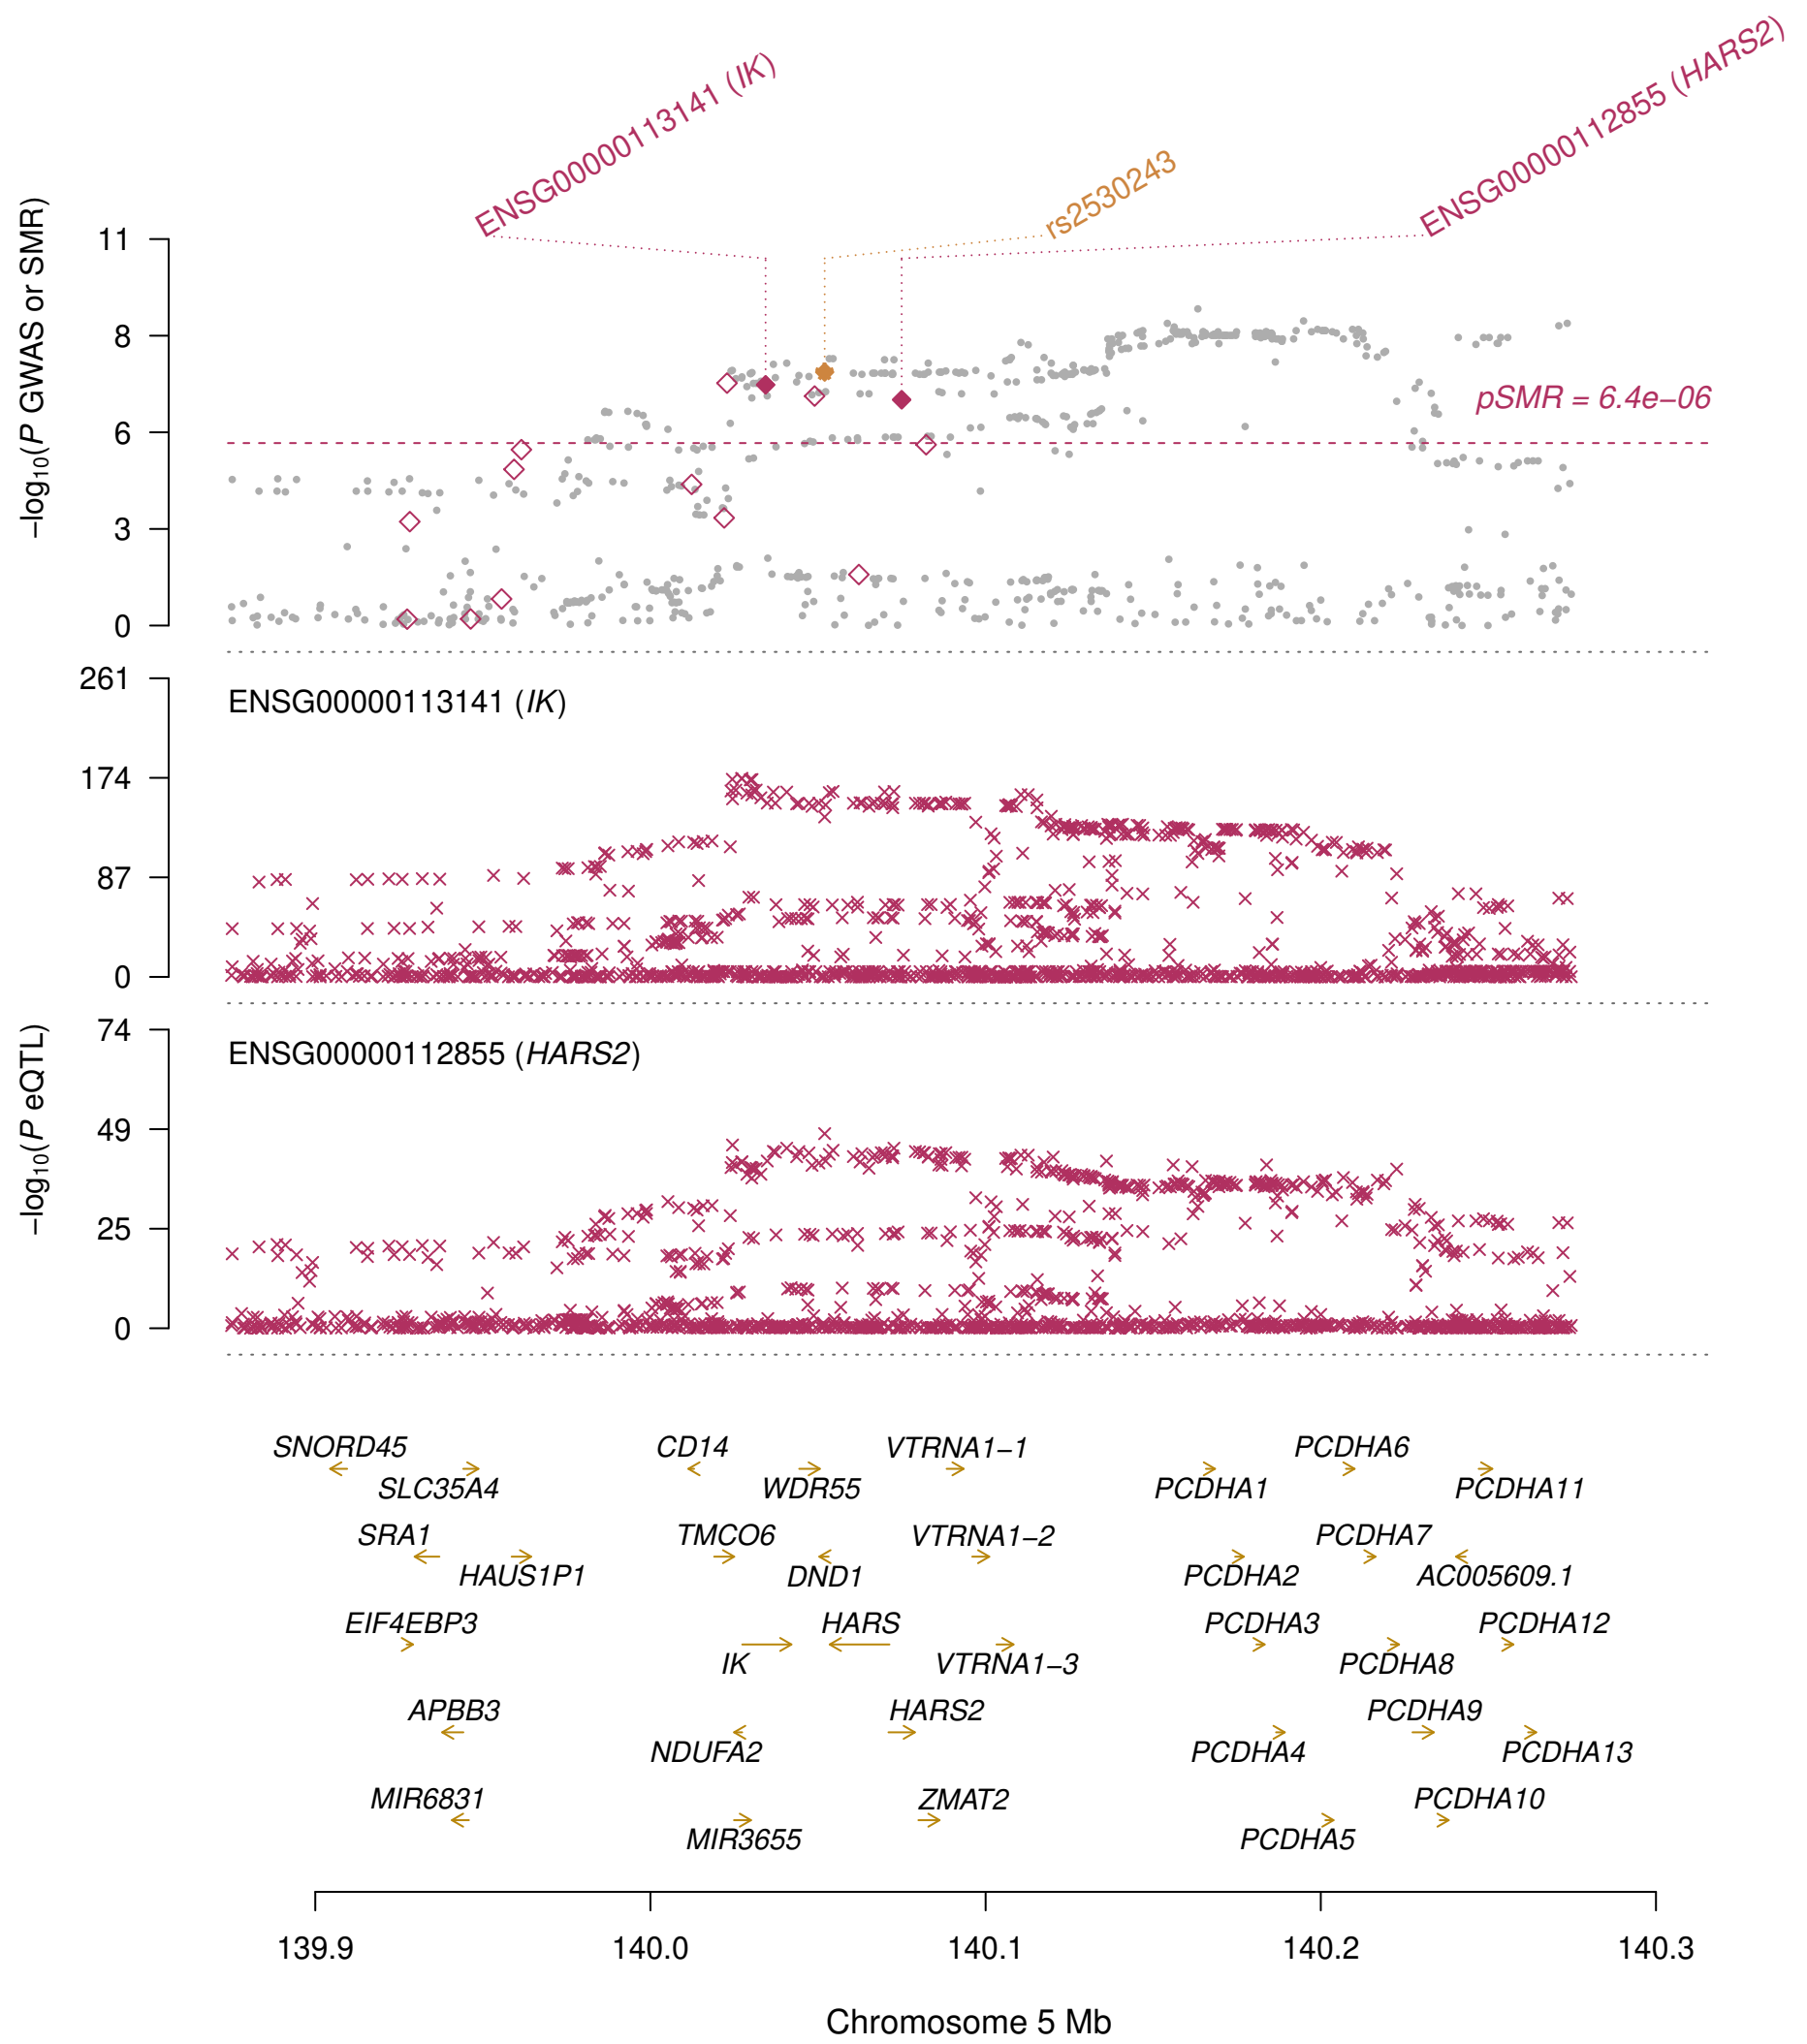 ENSG00000113141 (IK)
rs2530243
ENSG00000112855 (HARS2)
−log10(P GWAS or SMR)
11
8
6
3
0
pSMR = 6.4e−06
261
174
87
0
ENSG00000113141 (IK)
−log10(P eQTL)
74
49
25
0
ENSG00000112855 (HARS2)
SNORD45 CD14 VTRNA1−1 PCDHA6
SLC35A4 WDR55 PCDHA1 PCDHA11
SRA1 TMCO6 VTRNA1−2 PCDHA7
HAUS1P1 DND1 PCDHA2 AC005609.1
EIF4EBP3 HARS PCDHA3 PCDHA12
IK VTRNA1−3 PCDHA8
APBB3 HARS2 PCDHA9
NDUFA2 PCDHA4 PCDHA13
MIR6831 ZMAT2 PCDHA10
MIR3655 PCDHA5
139.9 140.0 140.1 140.2 140.3
Chromosome 5 Mb